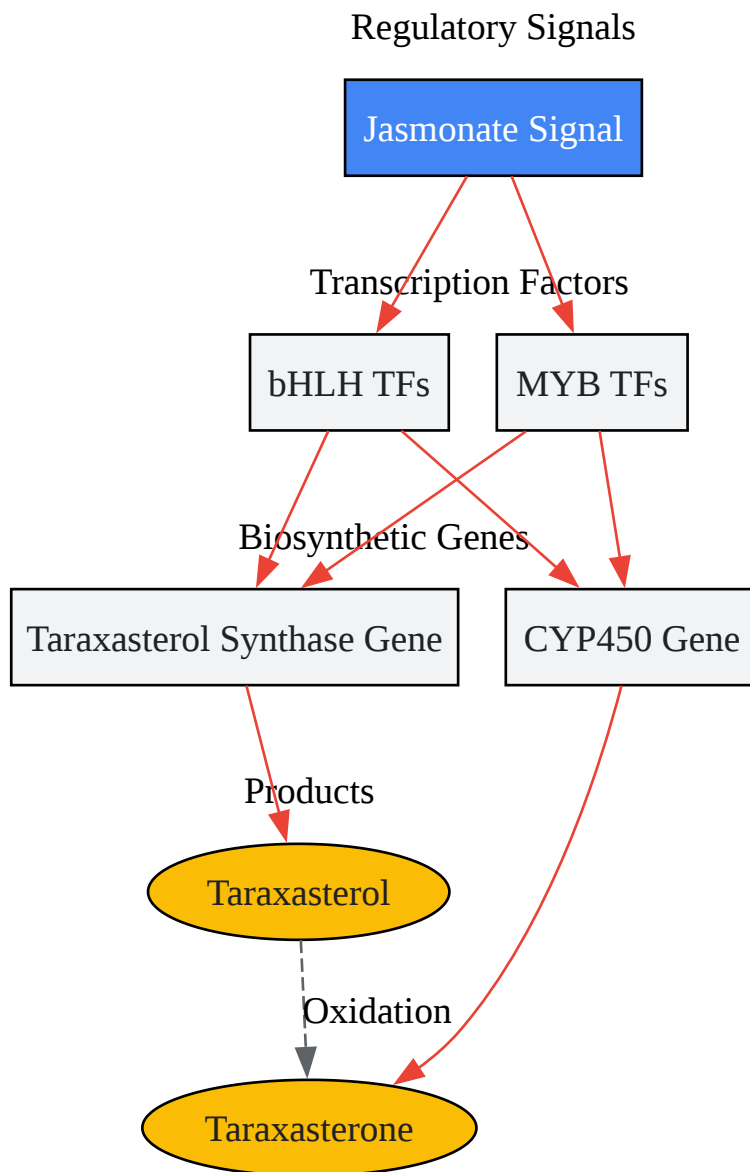 Regulatory Signals
Jasmonate Signal
Transcription Factors
bHLH TFs
MYB TFs
Biosynthetic Genes
Taraxasterol Synthase Gene
CYP450 Gene
Products
Taraxasterol
Oxidation
Taraxasterone